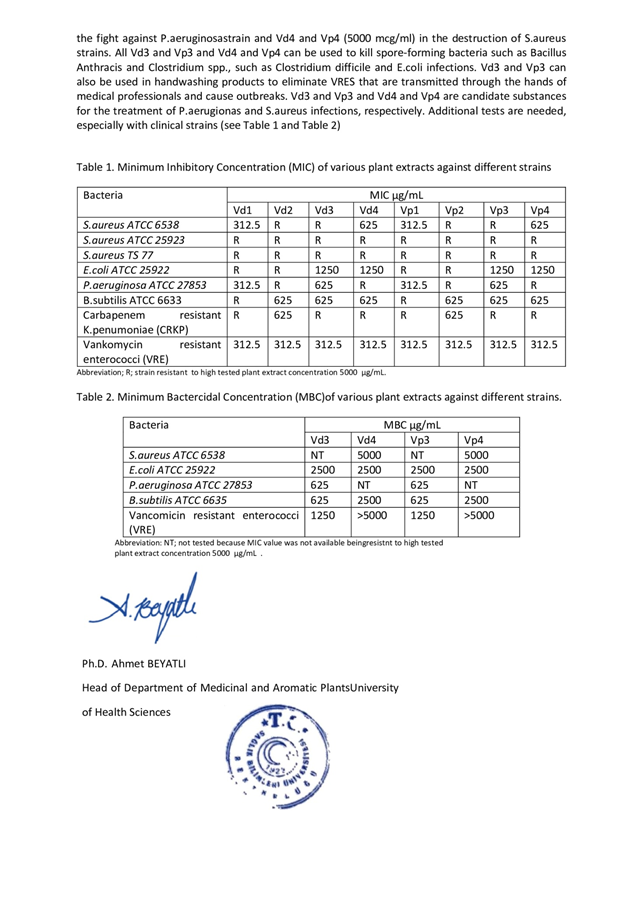 the fight against P.aeruginosastrain and Vd4 and Vp4 (5000 mcg/ml) in the destruction of S.aureus
strains. All Vd3 and Vp3 and Vd4 and Vp4 can be used to kill spore-forming bacteria such as Bacillus
Anthracis and Clostridium spp., such as Clostridium difficile and E.coli infections. Vd3 and Vp3 can
also be used in handwashing products to eliminate VRES that are transmitted through the hands of
medical professionals and cause outbreaks. Vd3 and Vp3 and Vd4 and Vp4 are candidate substances
for the treatment of P.aerugionas and S.aureus infections, respectively. Additional tests are needed,
especially with clinical strains (see Table 1 and Table 2)
Table 1. Minimum Inhibitory Concentration (MIC) of various plant extracts against different strains
Bacteria MIC µg/mL
Vd1 Vd2 Vd3 Vd4 Vp1 Vp2 Vp3 Vp4
S.aureus ATCC 6538 312.5 R R 625 312.5 R R 625
S.aureus ATCC 25923 R R R R R R R R
S.aureus TS 77 R R R R R R R R
E.coli ATCC 25922 R R 1250 1250 R R 1250 1250
P.aeruginosa ATCC 27853 312.5 R 625 R 312.5 R 625 R
B.subtilis ATCC 6633 R 625 625 625 R 625 625 625
Carbapenem resistant R 625 R R R 625 R R
K.penumoniae (CRKP)
Vankomycin resistant 312.5 312.5 312.5 312.5 312.5 312.5 312.5 312.5
enterococci (VRE)
Abbreviation; R; strain resistant to high tested plant extract concentration 5000 µg/mL.
Table 2. Minimum Bactercidal Concentration (MBC)of various plant extracts against different strains.
Bacteria MBC µg/mL
Vd3 Vd4 Vp3 Vp4
S.aureus ATCC 6538 NT 5000 NT 5000
E.coli ATCC 25922 2500 2500 2500 2500
P.aeruginosa ATCC 27853 625 NT 625 NT
B.subtilis ATCC 6635 625 2500 625 2500
Vancomicin resistant enterococci 1250 >5000 1250 >5000
(VRE)
Abbreviation: NT; not tested because MIC value was not available beingresistnt to high tested
plant extract concentration 5000 µg/mL .
A. Beyatlı
Ph.D. Ahmet BEYATLI
Head of Department of Medicinal and Aromatic PlantsUniversity
of Health Sciences
T.C.